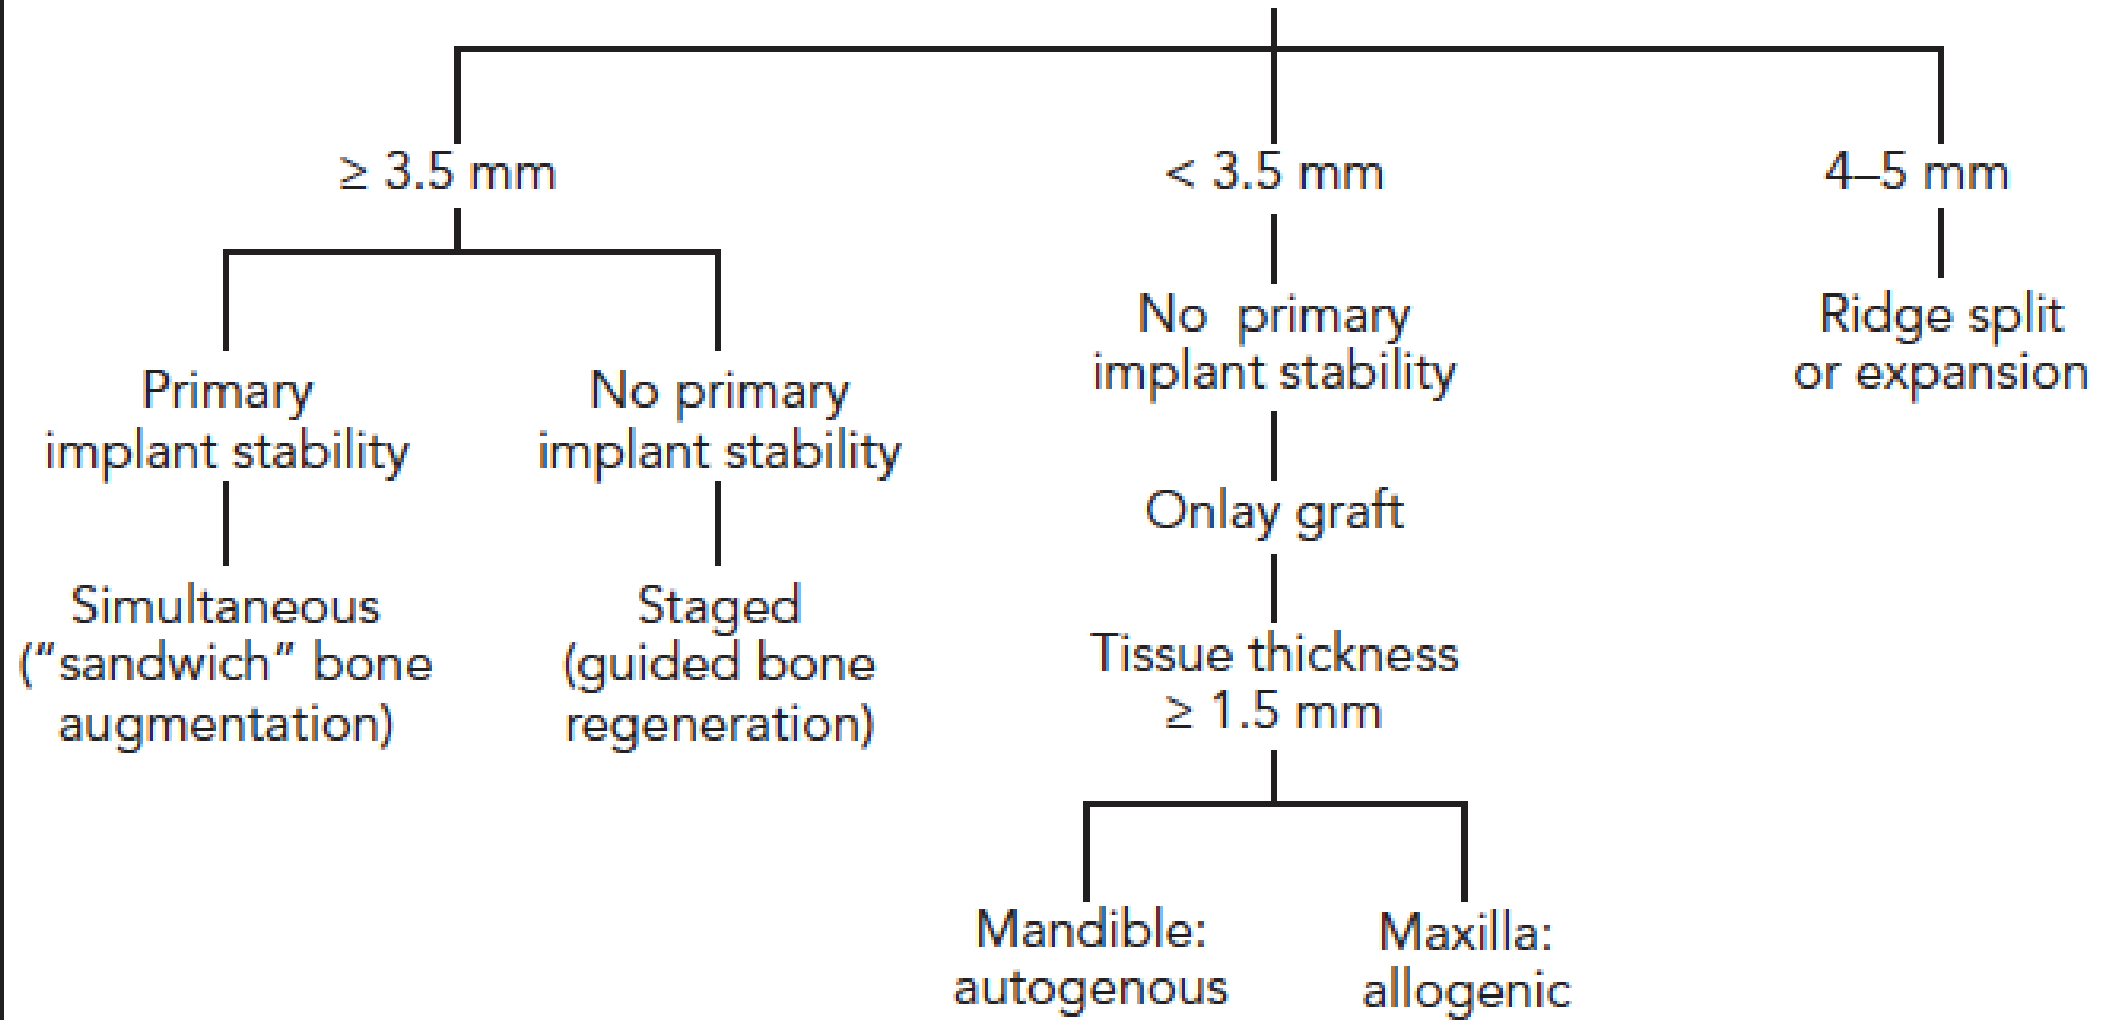 ≥ 3.5 mm
< 3.5 mm
4–5 mm
Primary
implant stability
No primary
implant stability
No primary
implant stability
Ridge split
or expansion
Simultaneous
(“sandwich” bone
augmentation)
Staged
(guided bone
regeneration)
Onlay graft
Tissue thickness
≥ 1.5 mm
Mandible:
autogenous
Maxilla:
allogenic